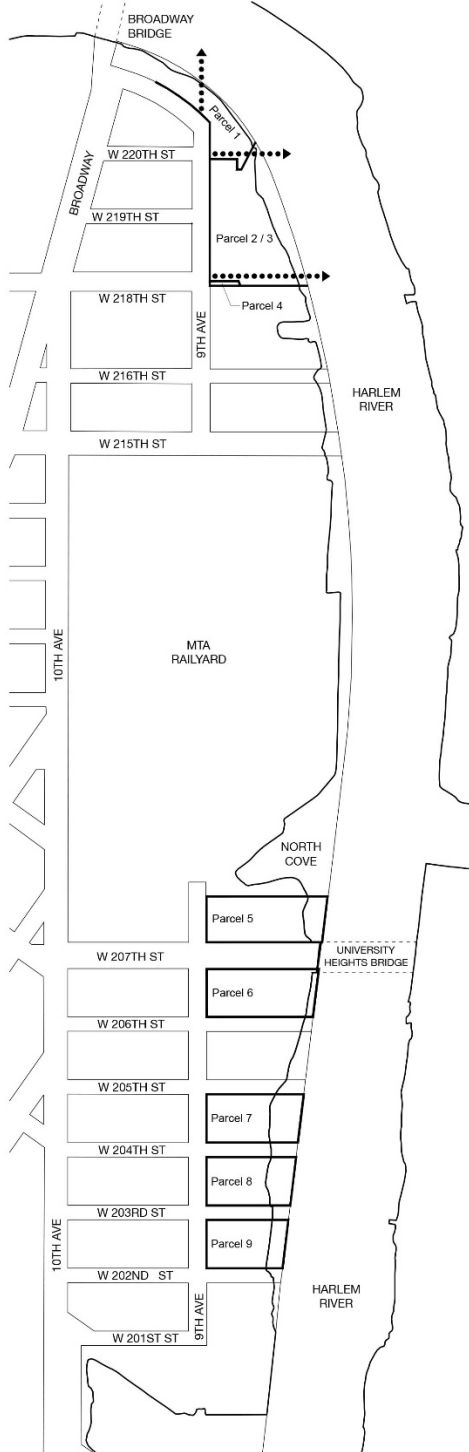 BROADWAY
BRIDGE
Parcel 1
W 220TH ST
BROADWAY
W 219TH ST
Parcel 2 / 3
W 218TH ST
Parcel 4
9TH AVE
W 216TH ST
HARLEM
RIVER
W 215TH ST
MTA
RAILYARD
10TH AVE
NORTH
COVE
Parcel 5
W 207TH ST
UNIVERSITY
HEIGHTS BRIDGE
Parcel 6
W 206TH ST
W 205TH ST
Parcel 7
W 204TH ST
Parcel 8
W 203RD ST
10TH AVE
Parcel 9
W 202ND ST
9TH AVE
HARLEM
RIVER
W 201ST ST